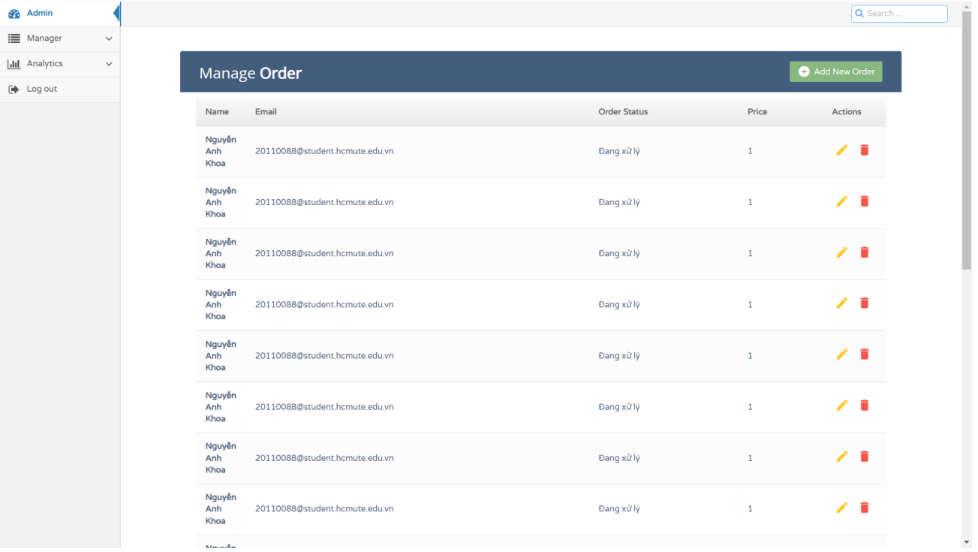 Admin
Search ...
Manager
Analytics
Log out
Manage Order
Add New Order
Name Email Order Status Price Actions
Nguyễn
Anh
Khoa
20110088@student.hcmute.edu.vn Đang xử lý 1
Nguyễn
Anh
Khoa
20110088@student.hcmute.edu.vn Đang xử lý 1
Nguyễn
Anh
Khoa
20110088@student.hcmute.edu.vn Đang xử lý 1
Nguyễn
Anh
Khoa
20110088@student.hcmute.edu.vn Đang xử lý 1
Nguyễn
Anh
Khoa
20110088@student.hcmute.edu.vn Đang xử lý 1
Nguyễn
Anh
Khoa
20110088@student.hcmute.edu.vn Đang xử lý 1
Nguyễn
Anh
Khoa
20110088@student.hcmute.edu.vn Đang xử lý 1
Nguyễn
Anh
Khoa
20110088@student.hcmute.edu.vn Đang xử lý 1